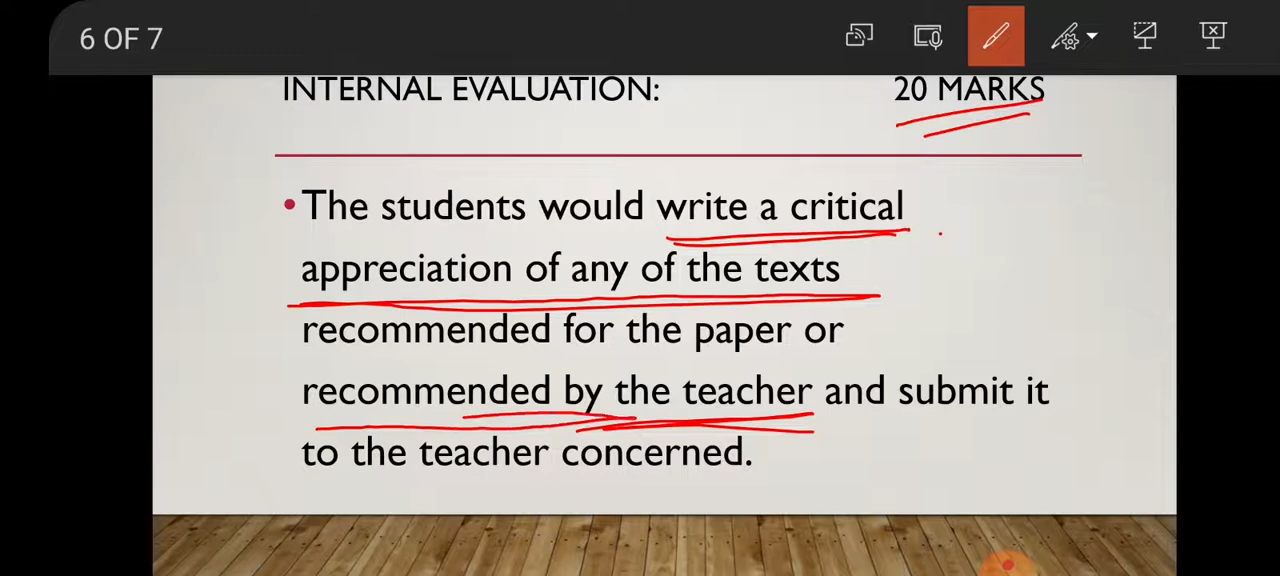 6 OF 7
INTERNAL EVALUATION: 20 MARKS
•The students would write a critical
appreciation of any of the texts
recommended for the paper or
recommended by the teacher and submit it
to the teacher concerned.